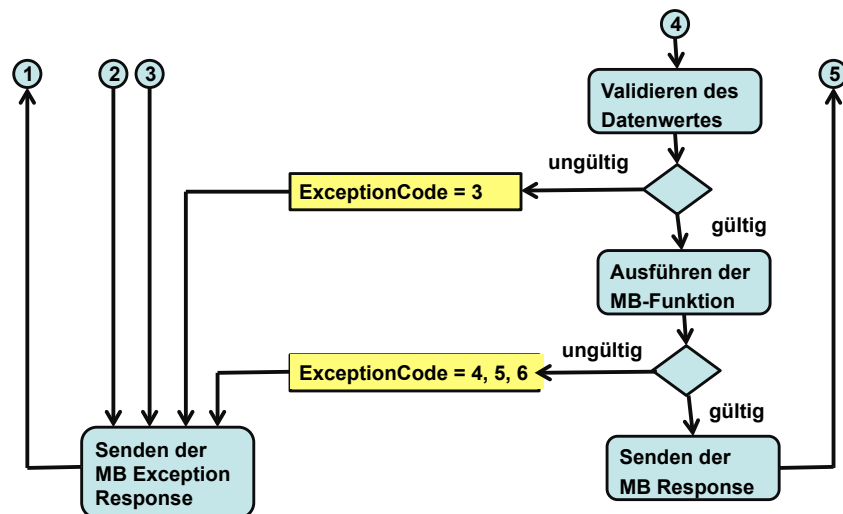 4
1
2
3
5
Validieren des
Datenwertes
ungültig
ExceptionCode = 3
gültig
Ausführen der
MB-Funktion
ungültig
ExceptionCode = 4, 5, 6
gültig
Senden der
MB Exception
Response
Senden der
MB Response